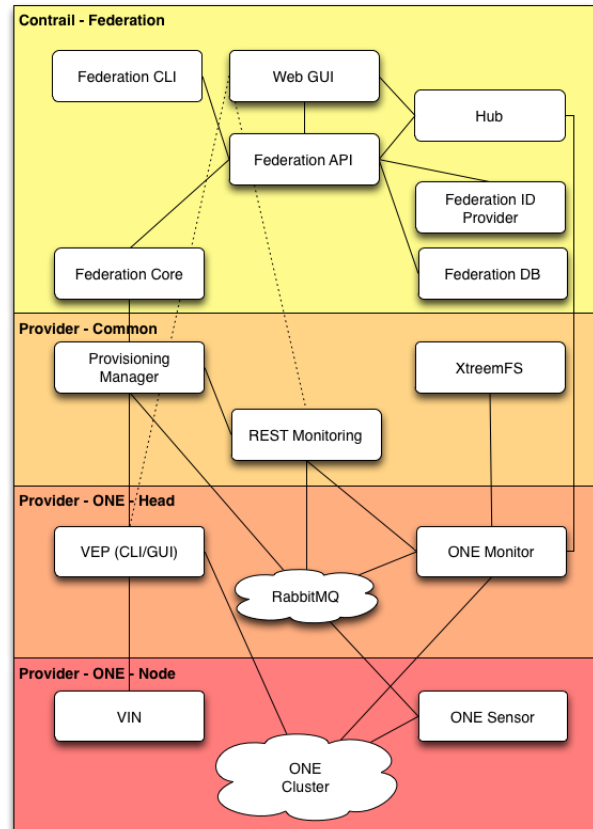 Contrail - Federation
Federation CLI
Web GUI
Hub
Federation API
Federation ID
Provider
Federation Core
Federation DB
Provider - Common
Provisioning
Manager
XtreemFS
REST Monitoring
Provider - ONE - Head
VEP (CLI/GUI)
ONE Monitor
RabbitMQ
Provider - ONE - Node
VIN
ONE Sensor
ONE
Cluster